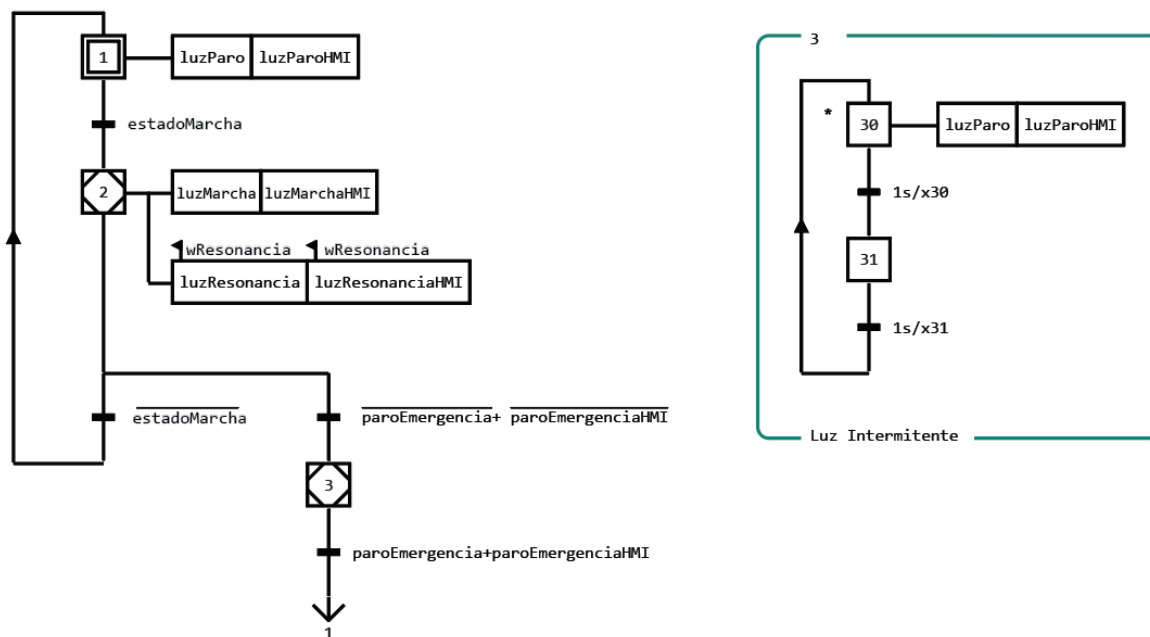 1
luzParo luzParoHMI
estadoMarcha
2
luzMarcha luzMarchaHMI
wResonancia wResonancia
luzResonancia luzResonanciaHMI
estadoMarcha
paroEmergencia+ paroEmergenciaHMI
3
paroEmergencia+paroEmergenciaHMI
1
3
* 30 luzParo luzParoHMI
1s/x30
31
1s/x31
Luz Intermitente